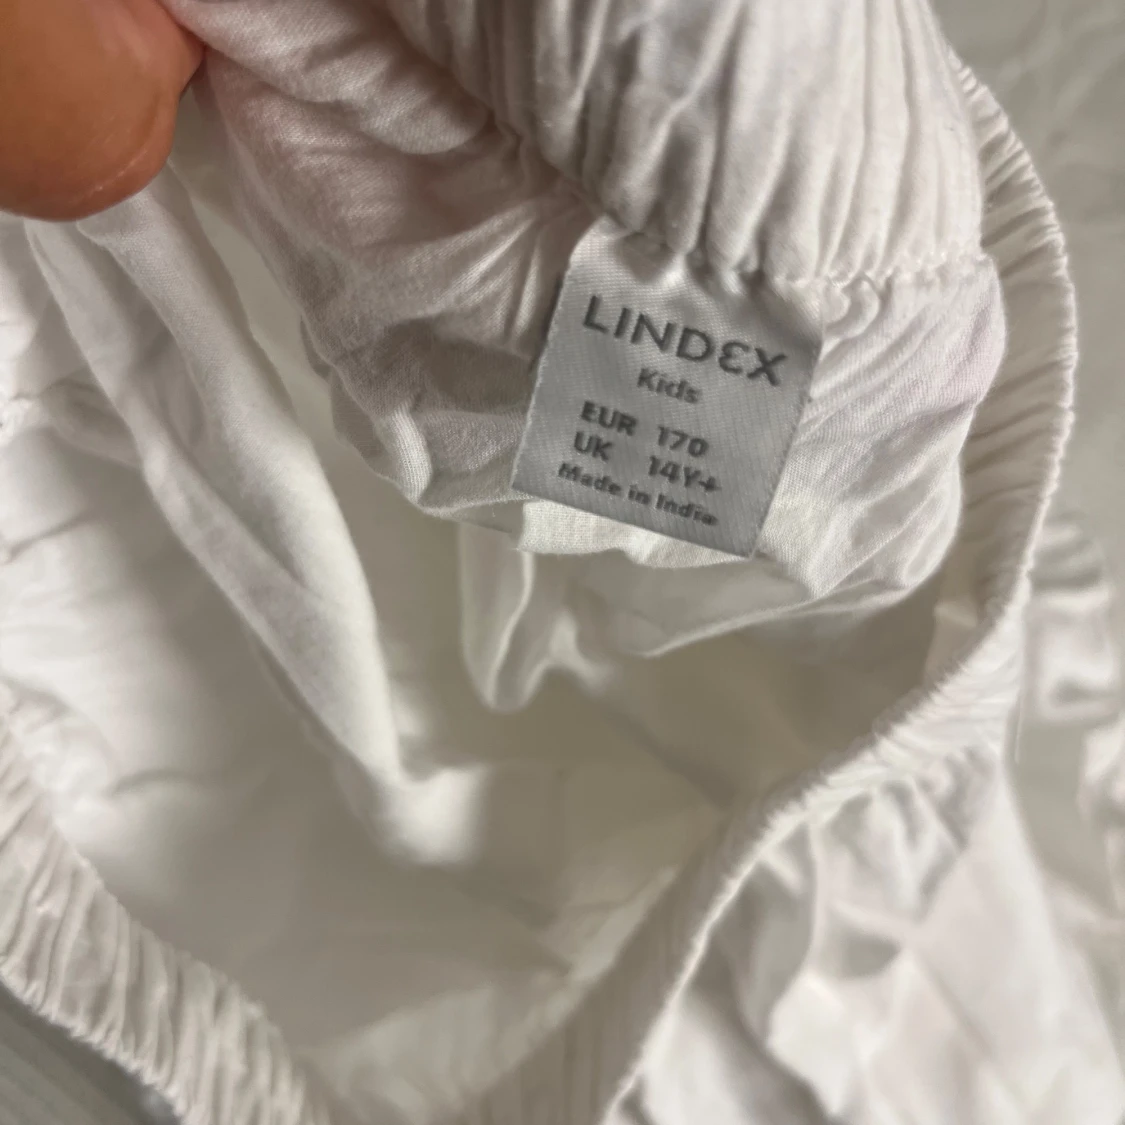 LINDEX
Kids
EUR 170
UK 14Y+
Made in India